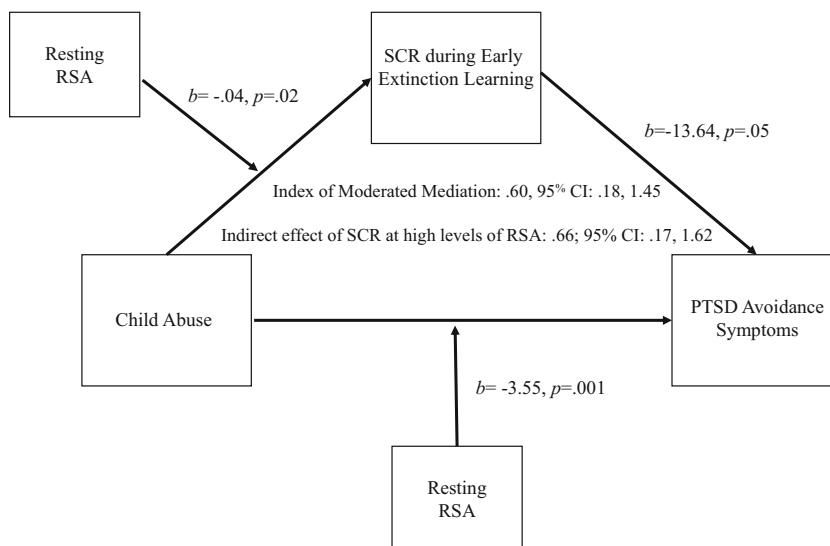 Resting
RSA
SCR during Early
Extinction Learning
b= -.04, p=.02
b=-13.64, p=.05
Index of Moderated Mediation: .60, 95% CI: .18, 1.45
Indirect effect of SCR at high levels of RSA: .66; 95% CI: .17, 1.62
Child Abuse
PTSD Avoidance
Symptoms
b= -3.55, p=.001
Resting
RSA